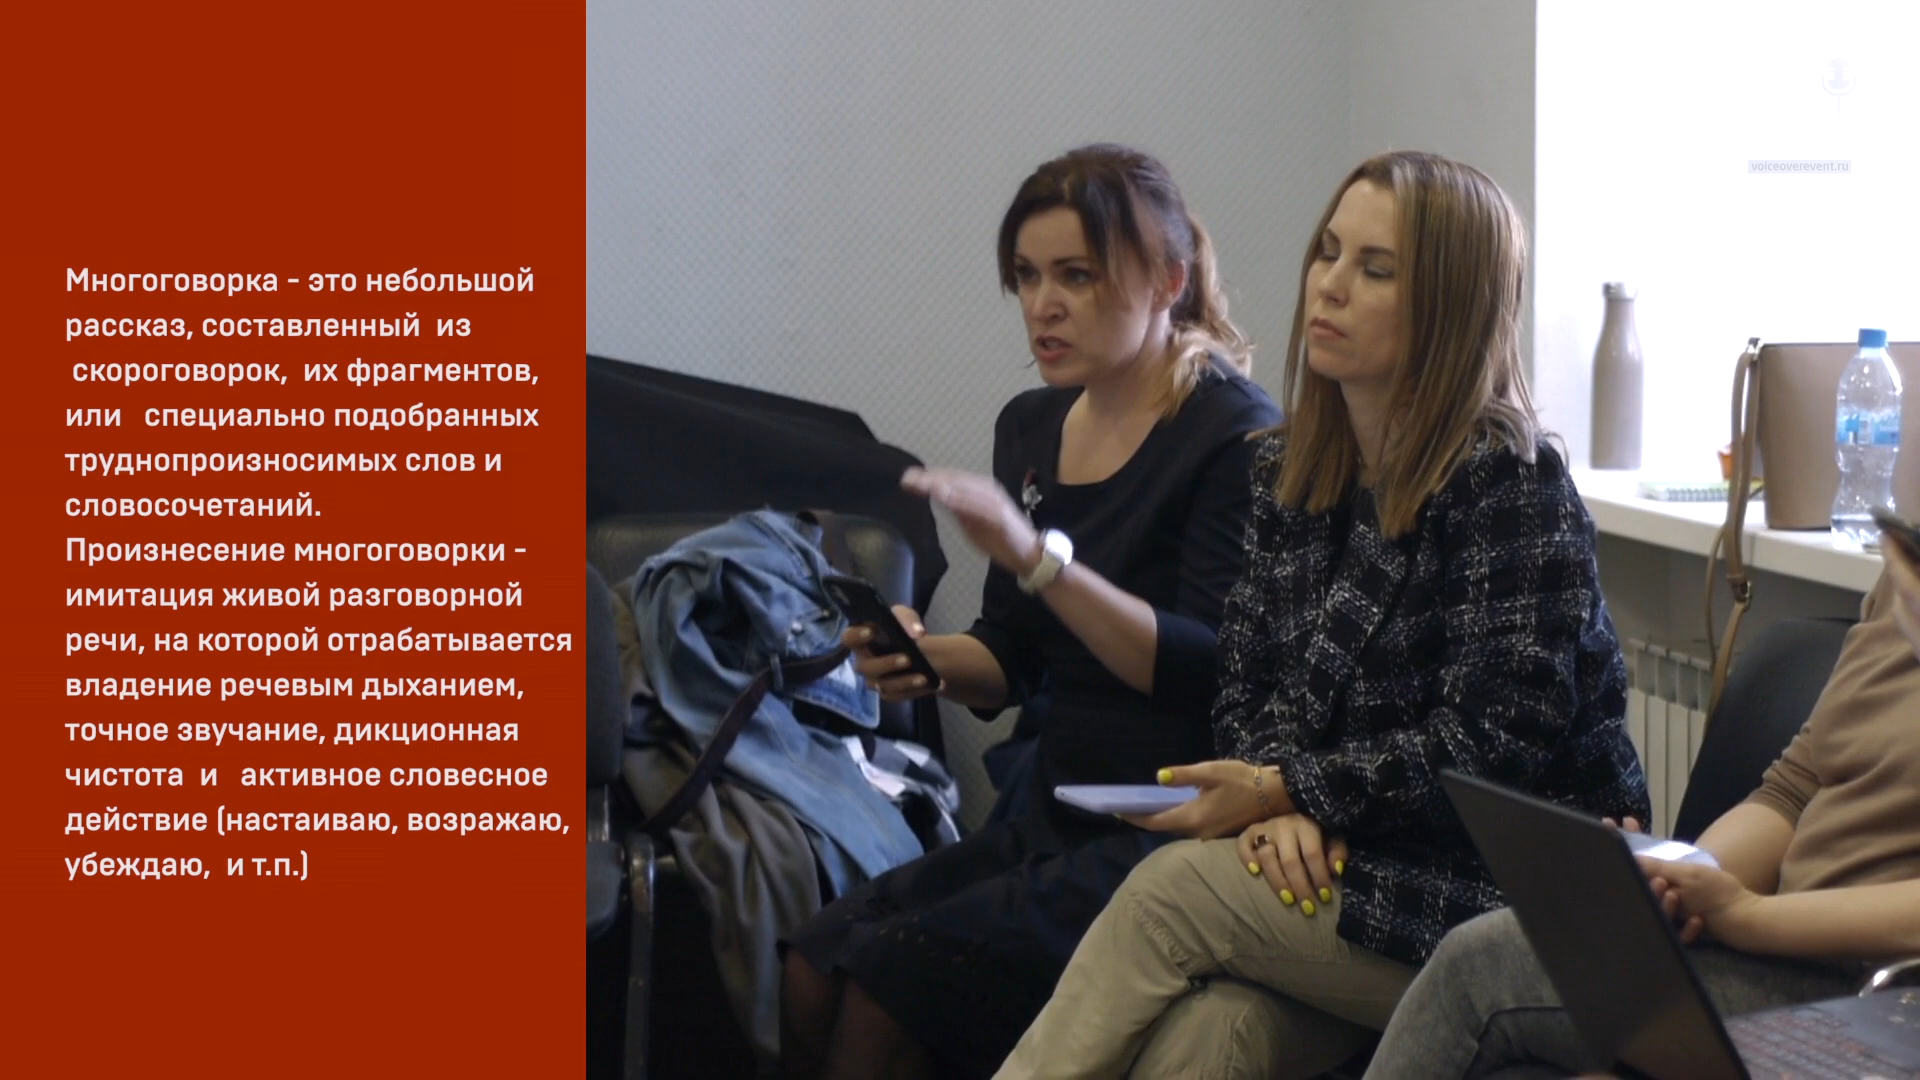 Многоговорка - это небольшой
рассказ, составленный из
скороговорок, их фрагментов,
или специально подобранных
труднопроизносимых слов и
словосочетаний.
Произнесение многоговорки -
имитация живой разговорной
речи, на которой отрабатывается
владение речевым дыханием,
точное звучание, дикционная
чистота и активное словесное
действие (настаиваю, возражаю,
убеждаю, и т.п.)
voiceoverevent.ru